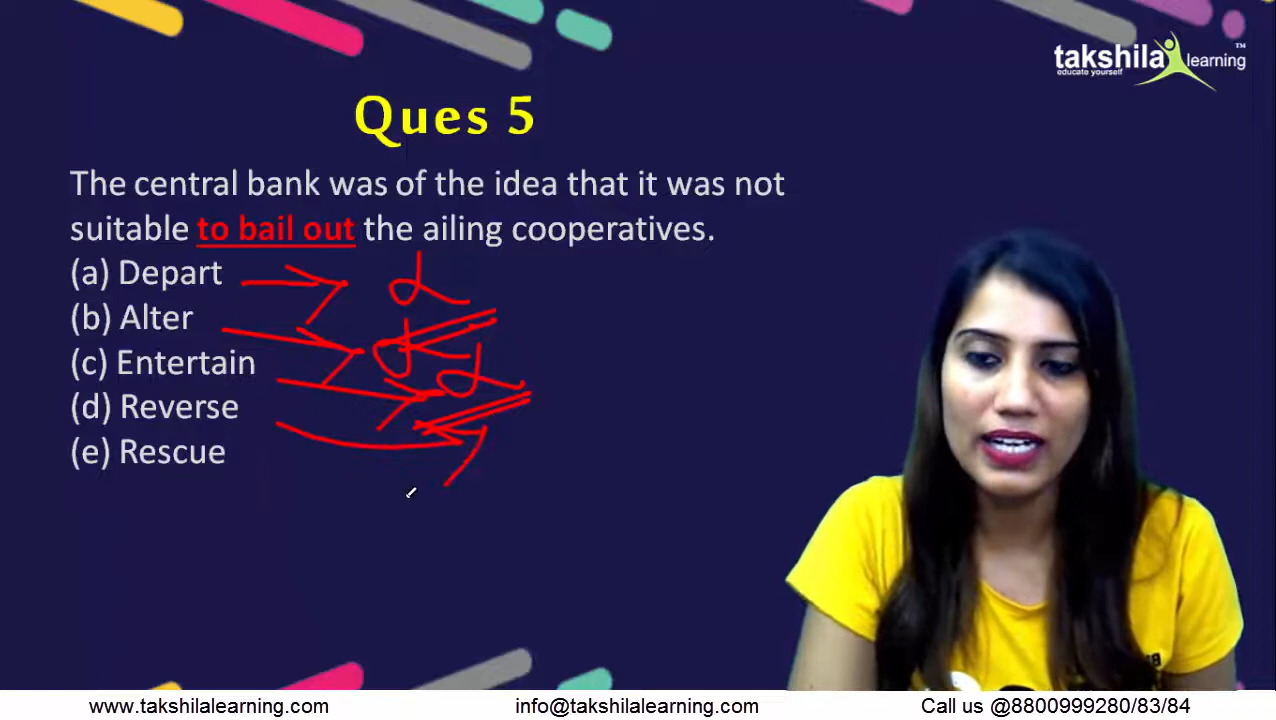 takshila learning™
educate yourself
Ques 5
The central bank was of the idea that it was not
suitable to bail out the ailing cooperatives.
(a) Depart
(b) Alter
(c) Entertain
(d) Reverse
(e) Rescue
www.takshilalearning.com info@takshilalearning.com Call us @8800999280/83/84